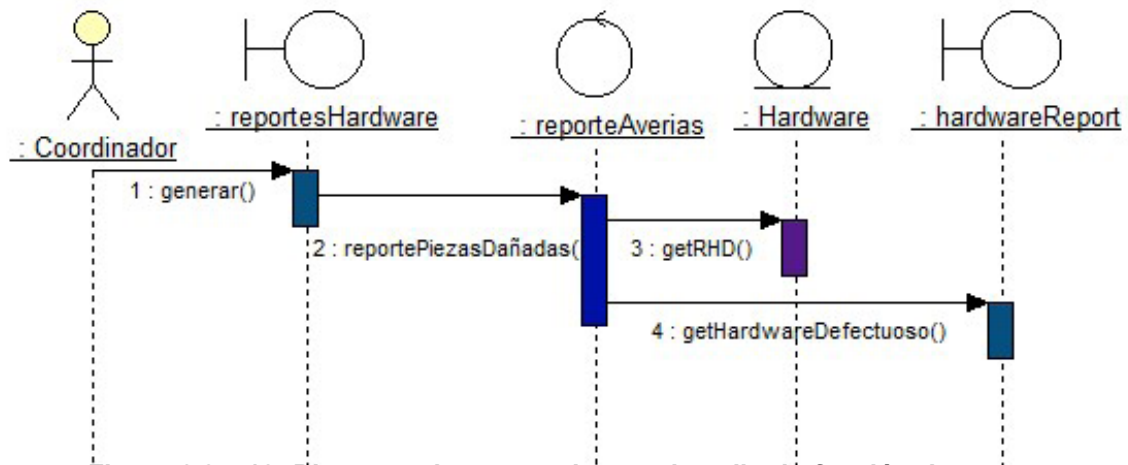 : Coordinador
: reportesHardware
: reporteAverias
: Hardware
: hardwareReport
1 : generar()
2 : reportePiezasDañadas(
3 : getRHD()
4 : getHardwareDefectuoso()